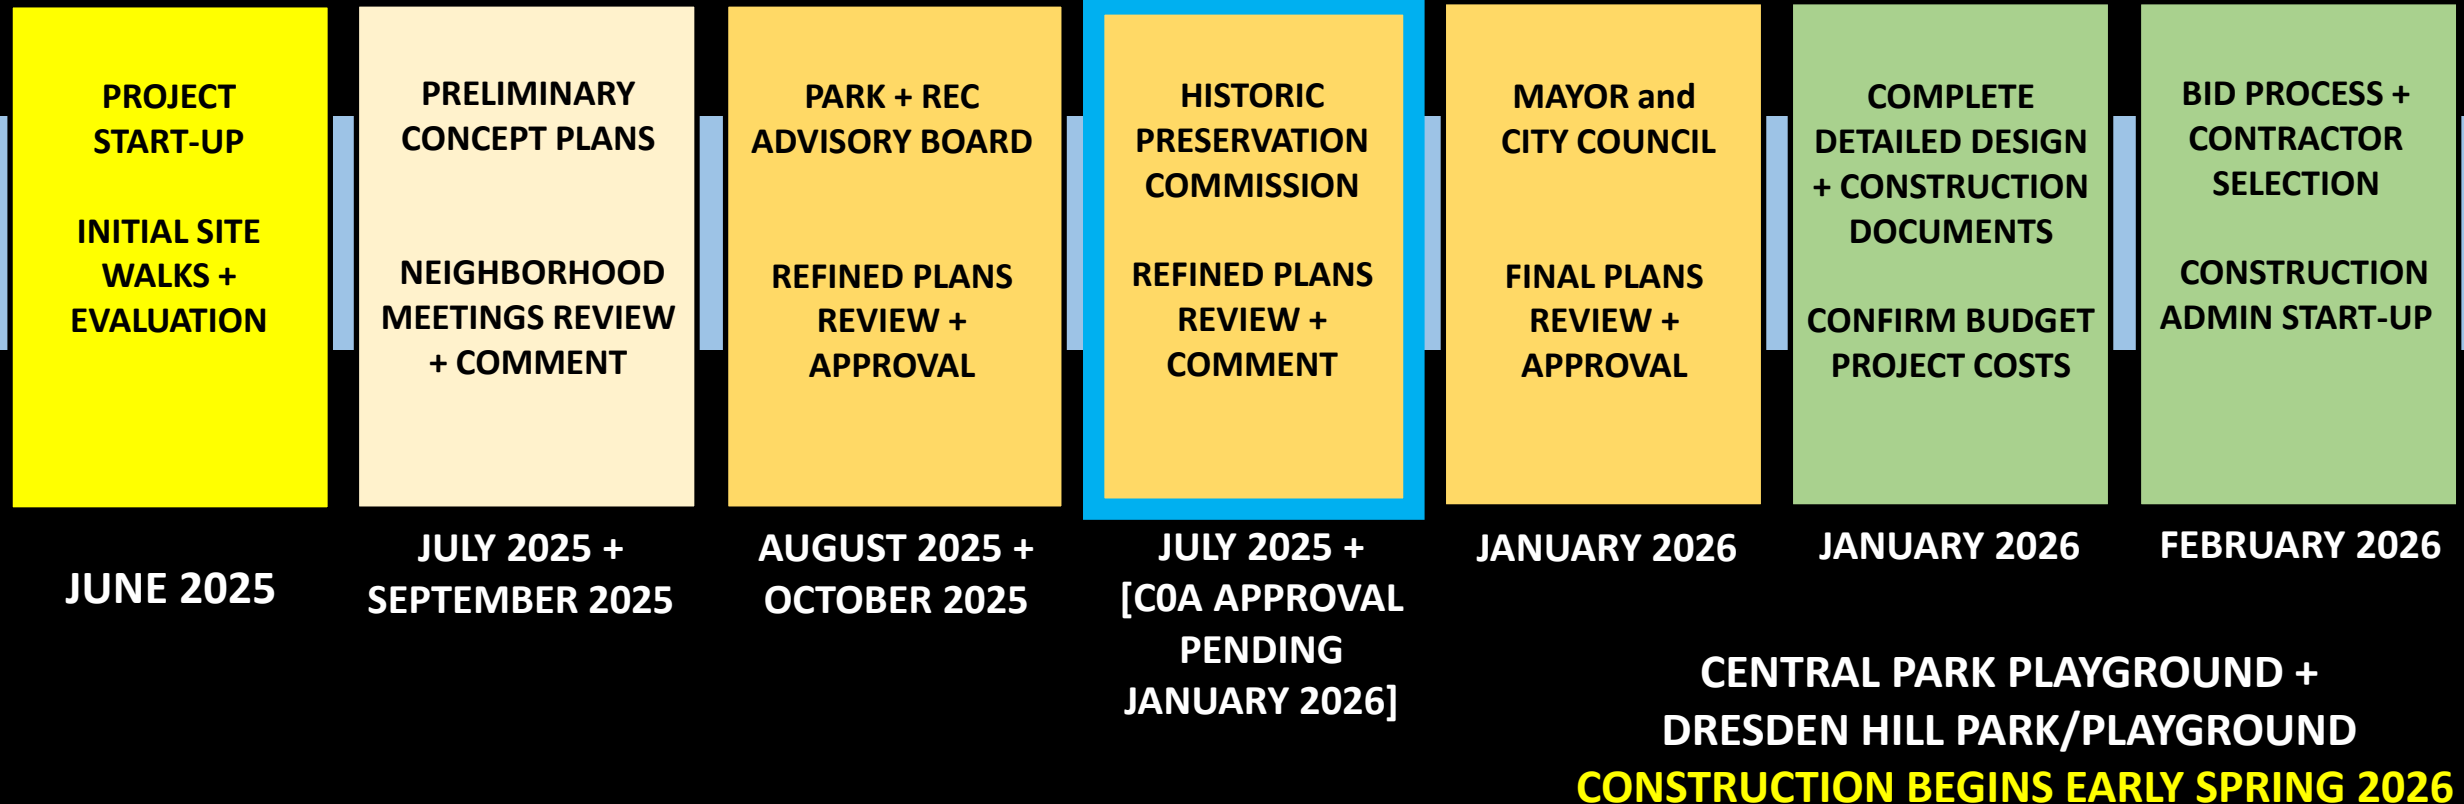 PROJECT
START-UP
INITIAL SITE
WALKS +
EVALUATION
JUNE 2025
PRELIMINARY
CONCEPT PLANS
NEIGHBORHOOD
MEETINGS REVIEW
+ COMMENT
JULY 2025 +
SEPTEMBER 2025
PARK + REC
ADVISORY BOARD
REFINED PLANS
REVIEW +
APPROVAL
AUGUST 2025 +
OCTOBER 2025
HISTORIC
PRESERVATION
COMMISSION
REFINED PLANS
REVIEW +
COMMENT
JULY 2025 +
[C0A APPROVAL
PENDING
JANUARY 2026]
MAYOR and
CITY COUNCIL
FINAL PLANS
REVIEW +
APPROVAL
JANUARY 2026
COMPLETE
DETAILED DESIGN
+ CONSTRUCTION
DOCUMENTS
CONFIRM BUDGET
PROJECT COSTS
JANUARY 2026
BID PROCESS +
CONTRACTOR
SELECTION
CONSTRUCTION
ADMIN START-UP
FEBRUARY 2026
CENTRAL PARK PLAYGROUND +
DRESDEN HILL PARK/PLAYGROUND
CONSTRUCTION BEGINS EARLY SPRING 2026